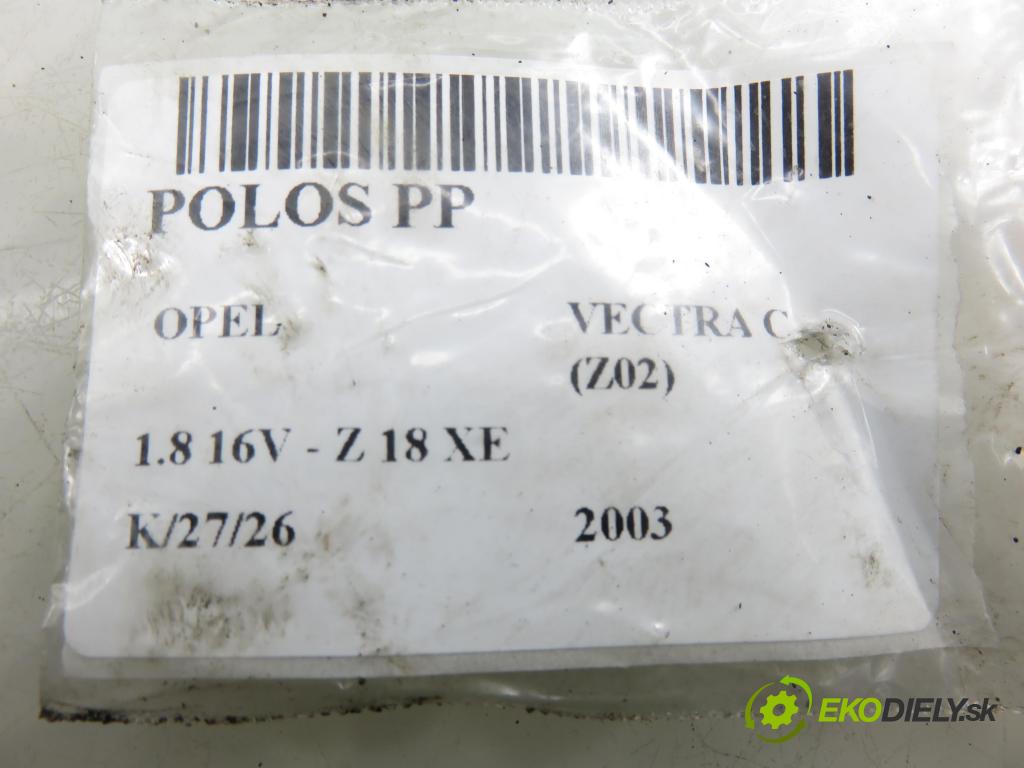 POLOS PP
OPEL
VECTRA C
(Z02)
1.8 16V - Z 18 XE
K/27/26
2003
EKODIELY.sk